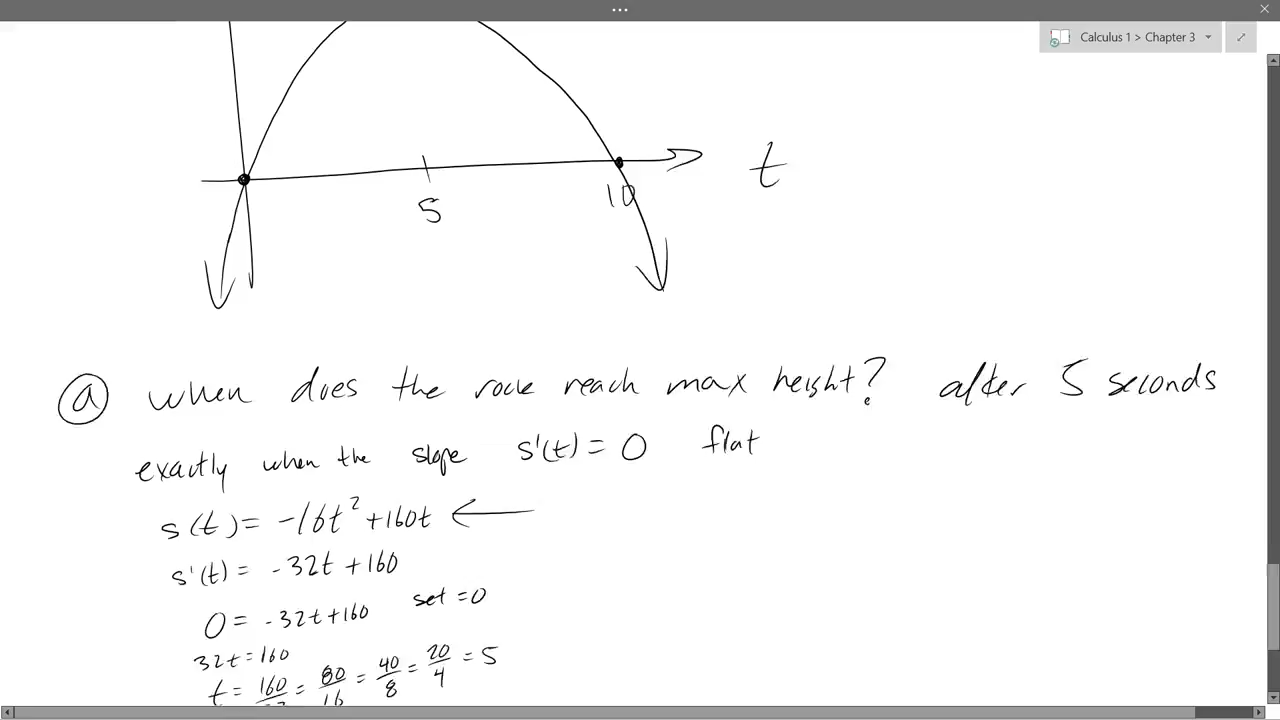 Calculus 1 > Chapter 3
t
5
10
a when does the rock reach max height? after 5 seconds
exactly when the slope s'(t) = 0 flat
s(t) = -16t² + 160t ←
s'(t) = -32t + 160
0 = -32t + 160 set = 0
32t = 160
t = 160/32 = 80/16 = 40/8 = 20/4 = 5